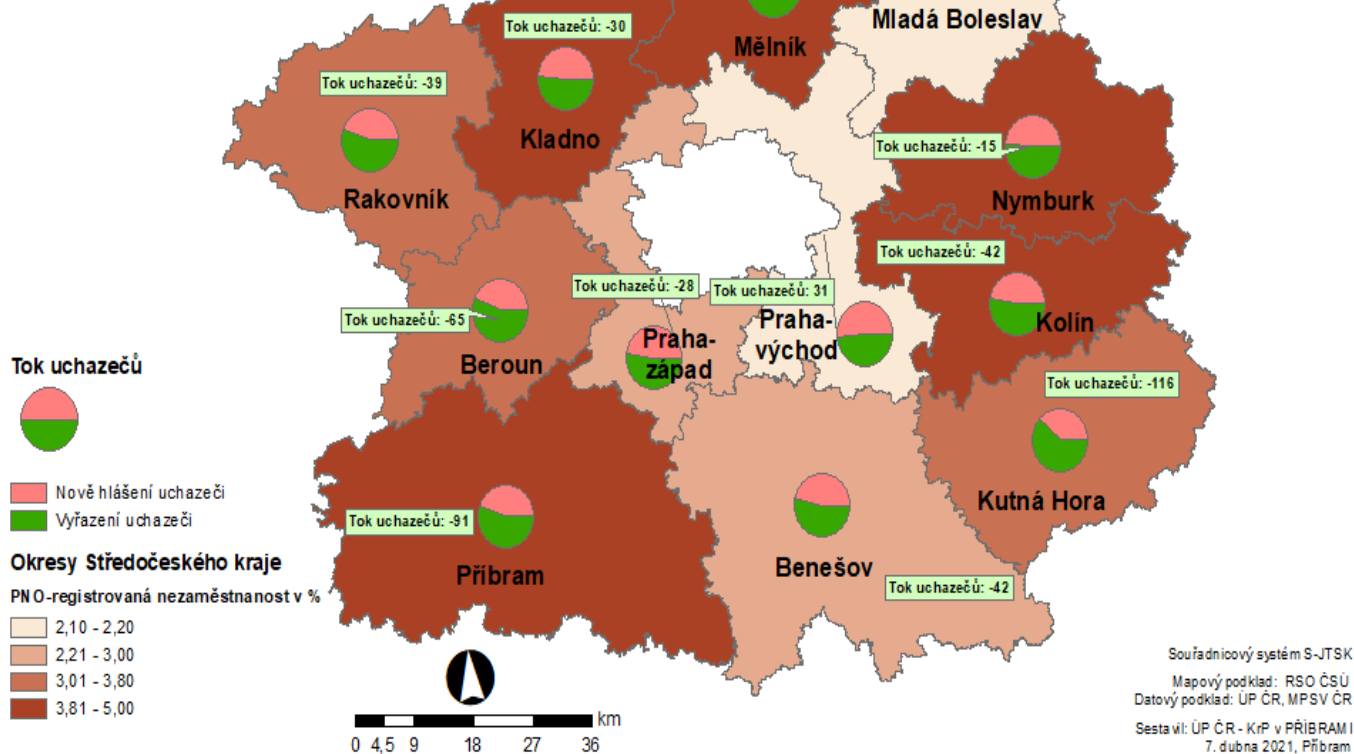 Mladá Boleslav
Tok uchazečů: -30
Mělník
Tok uchazečů: -39
Kladno
Tok uchazečů: -15
Rakovník
Nymburk
Tok uchazečů: -42
Tok uchazečů: -28
Tok uchazečů: 31
Tok uchazečů: -65
Praha-
východ
Kolín
Praha-
západ
Beroun
Tok uchazečů
Tok uchazečů: -116
Nově hlášení uchazeči
Vyřazení uchazeči
Kutná Hora
Tok uchazečů: -91
Okresy Středočeského kraje
Příbram
Benešov
Tok uchazečů: -42
PNO-registrovaná nezaměstnanost v %
2,10 - 2,20
2,21 - 3,00
3,01 - 3,80
3,81 - 5,00
km
0 4,5 9 18 27 36
Souřadnicový systém S-JTSK
Mapový podklad: RSO ČSÚ
Datový podklad: ÚP ČR, MPSV ČR
Sestavil: ÚP ČR - KrP v PŘÍBRAMI
7. dubna 2021, Příbram